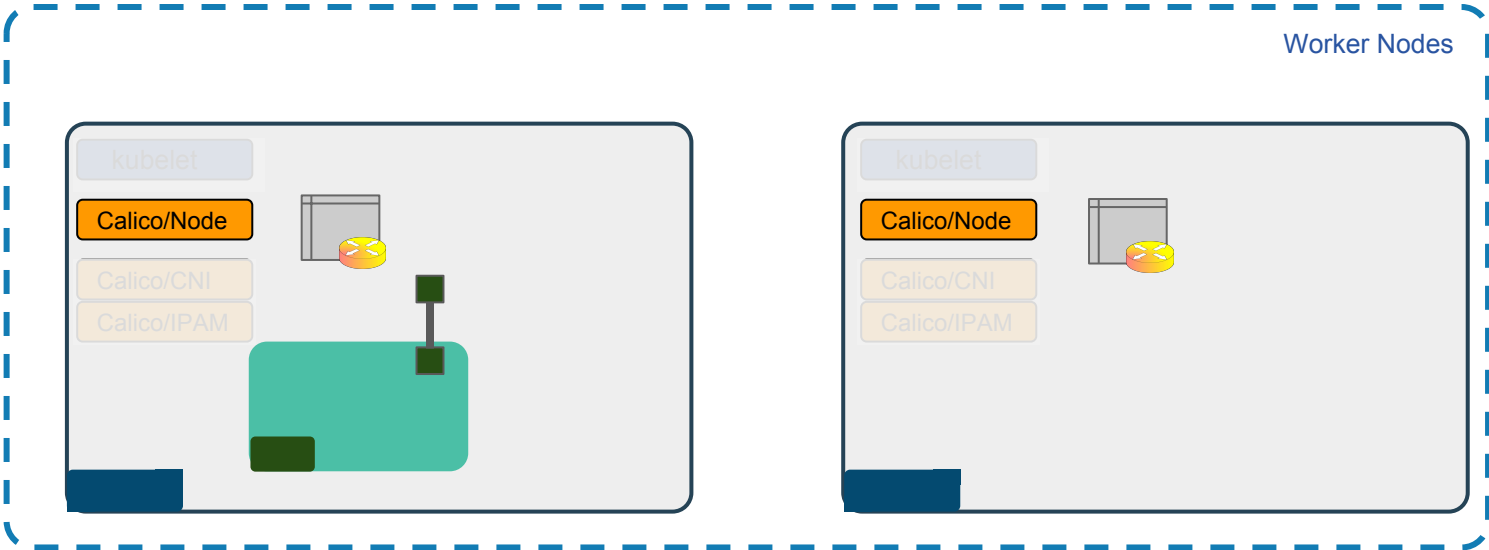 Worker Nodes
kubelet
Calico/Node
Calico/CNI
Calico/IPAM
kubelet
Calico/Node
Calico/CNI
Calico/IPAM